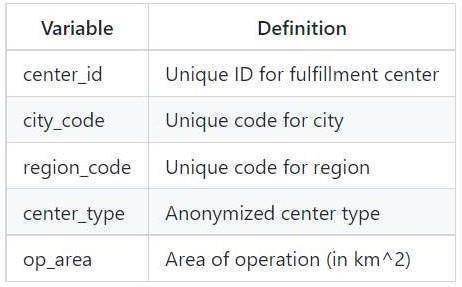 Variable Definition
center_id Unique ID for fulfillment center
city_code Unique code for city
region_code Unique code for region
center_type Anonymized center type
op_area Area of operation (in km^2)